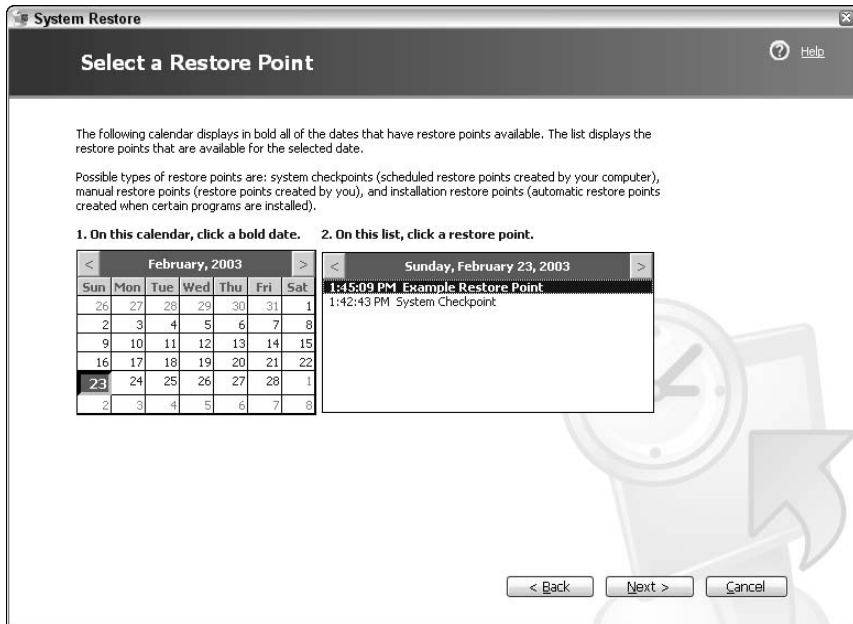 System Restore
Select a Restore Point
Help
The following calendar displays in bold all of the dates that have restore points available. The list displays the
restore points that are available for the selected date.
Possible types of restore points are: system checkpoints (scheduled restore points created by your computer),
manual restore points (restore points created by you), and installation restore points (automatic restore points
created when certain programs are installed).
1. On this calendar, click a bold date.
2. On this list, click a restore point.
< February, 2003 >
Sun Mon Tue Wed Thu Fri Sat
26 27 28 29 30 31 1
2 3 4 5 6 7 8
9 10 11 12 13 14 15
16 17 18 19 20 21 22
23 24 25 26 27 28 1
2 3 4 5 6 7 8
< Sunday, February 23, 2003 >
1:45:09 PM Example Restore Point
1:42:43 PM System Checkpoint
< Back Next > Cancel